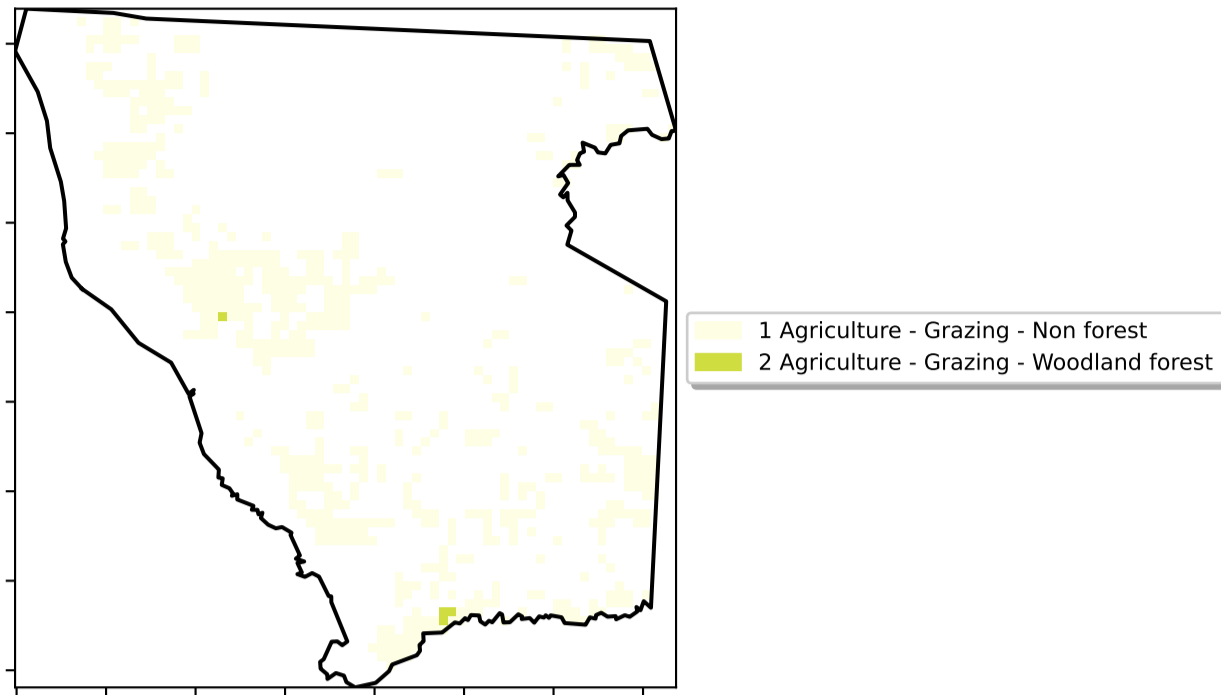 1 Agriculture - Grazing - Non forest
2 Agriculture - Grazing - Woodland forest